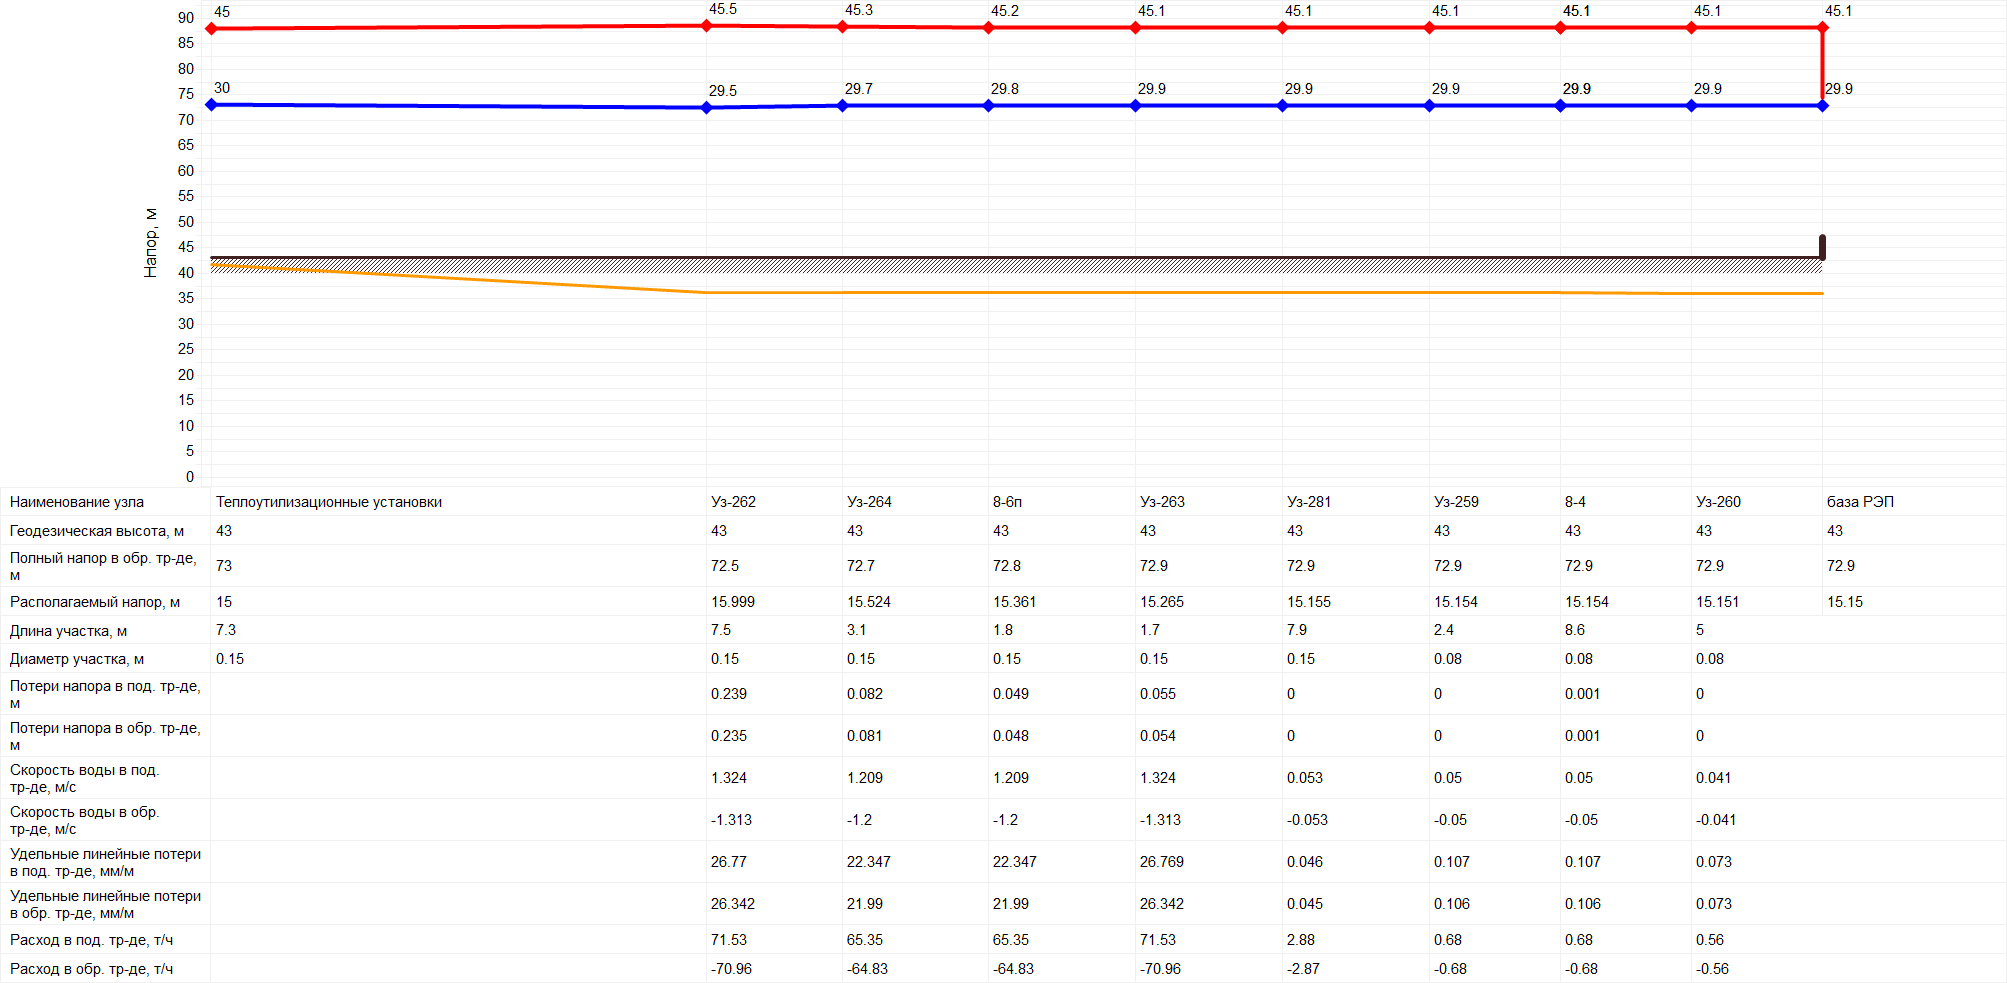 45 45.5 45.3 45.2 45.1 45.1 45.1 45.1 45.1 45.1
90
85
80
30 29.5 29.7 29.8 29.9 29.9 29.9 29.9 29.9 29.9
75
70
65
60
55
50
45
40
35
30
25
20
15
10
5
0
Напор, м
Наименование узла Теплоутилизационные установки Уз-262 Уз-264 8-6п Уз-263 Уз-281 Уз-259 8-4 Уз-260 база РЭП
Геодезическая высота, м 43 43 43 43 43 43 43 43 43 43
Полный напор в обр. тр-де,
м 73 72.5 72.7 72.8 72.9 72.9 72.9 72.9 72.9 72.9
Располагаемый напор, м 15 15.999 15.524 15.361 15.265 15.155 15.154 15.154 15.151 15.15
Длина участка, м 7.3 7.5 3.1 1.8 1.7 7.9 2.4 8.6 5
Диаметр участка, м 0.15 0.15 0.15 0.15 0.15 0.15 0.08 0.08 0.08
Потери напора в под. тр-де,
м 0.239 0.082 0.049 0.055 0 0 0.001 0
Потери напора в обр. тр-де,
м 0.235 0.081 0.048 0.054 0 0 0.001 0
Скорость воды в под.
тр-де, м/с 1.324 1.209 1.209 1.324 0.053 0.05 0.05 0.041
Скорость воды в обр.
тр-де, м/с -1.313 -1.2 -1.2 -1.313 -0.053 -0.05 -0.05 -0.041
Удельные линейные потери
в под. тр-де, мм/м 26.77 22.347 22.347 26.769 0.046 0.107 0.107 0.073
Удельные линейные потери
в обр. тр-де, мм/м 26.342 21.99 21.99 26.342 0.045 0.106 0.106 0.073
Расход в под. тр-де, т/ч 71.53 65.35 65.35 71.53 2.88 0.68 0.68 0.56
Расход в обр. тр-де, т/ч -70.96 -64.83 -64.83 -70.96 -2.87 -0.68 -0.68 -0.56